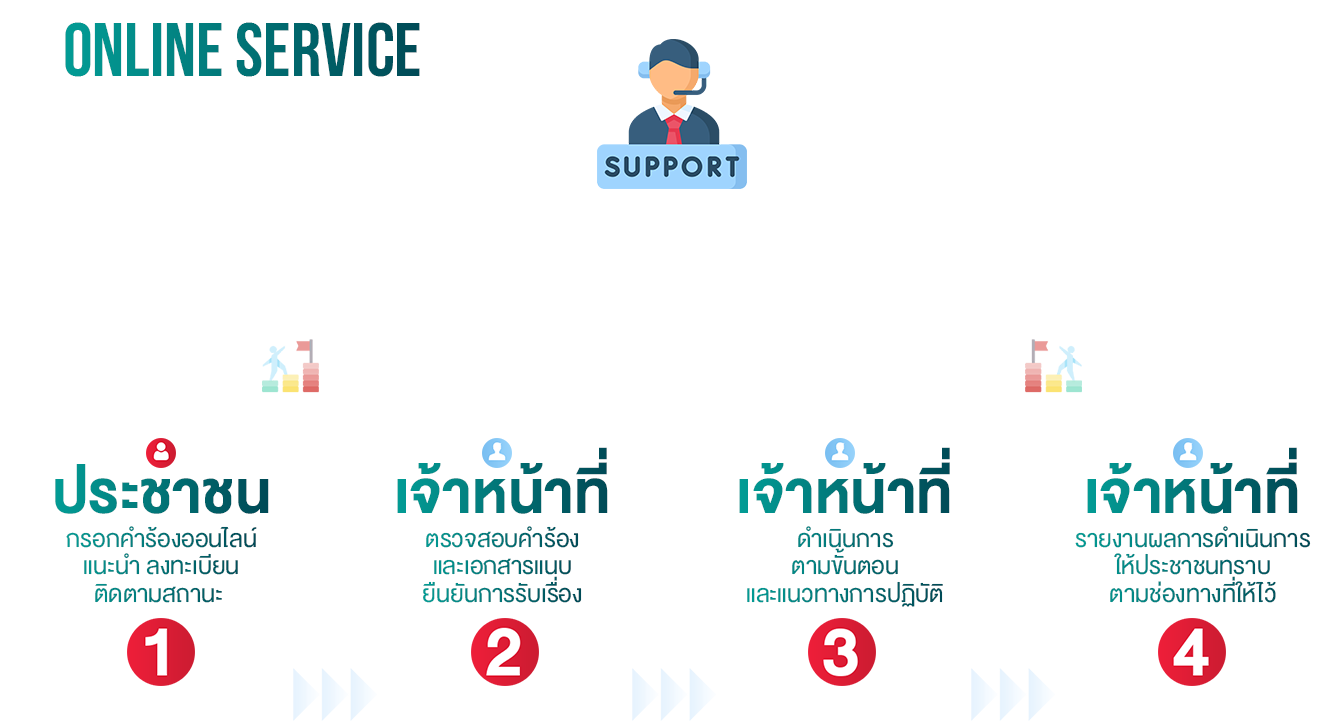 ONLINE SERVICE
SUPPORT
ประชาชน
กรอกคำร้องออนไลน์
แนะนำ ลงทะเบียน
ติดตามสถานะ
1
เจ้าหน้าที่
ตรวจสอบคำร้อง
และเอกสารแนบ
ยืนยันการรับเรื่อง
2
เจ้าหน้าที่
ดำเนินการ
ตามขั้นตอน
และแนวทางการปฏิบัติ
3
เจ้าหน้าที่
รายงานผลการดำเนินการ
ให้ประชาชนทราบ
ตามช่องทางที่ให้ไว้
4